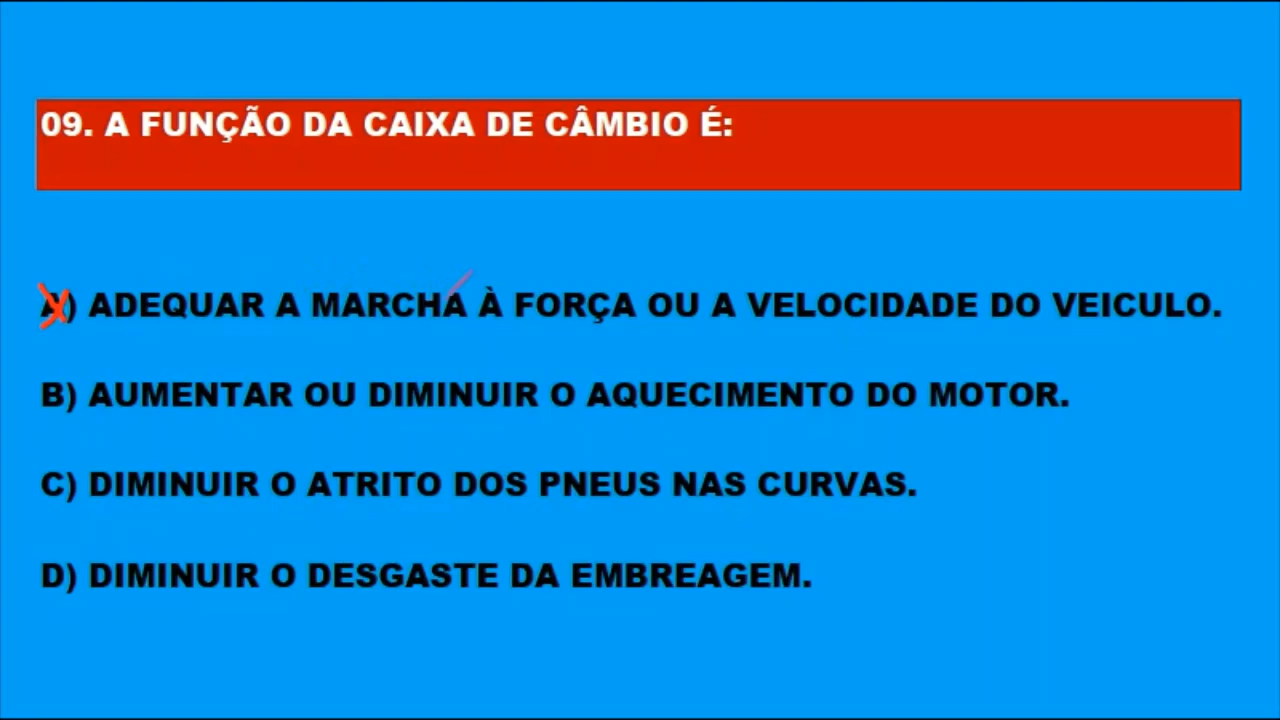 09. A FUNÇÃO DA CAIXA DE CÂMBIO É:
A) ADEQUAR A MARCHA À FORÇA OU A VELOCIDADE DO VEICULO.
B) AUMENTAR OU DIMINUIR O AQUECIMENTO DO MOTOR.
C) DIMINUIR O ATRITO DOS PNEUS NAS CURVAS.
D) DIMINUIR O DESGASTE DA EMBREAGEM.